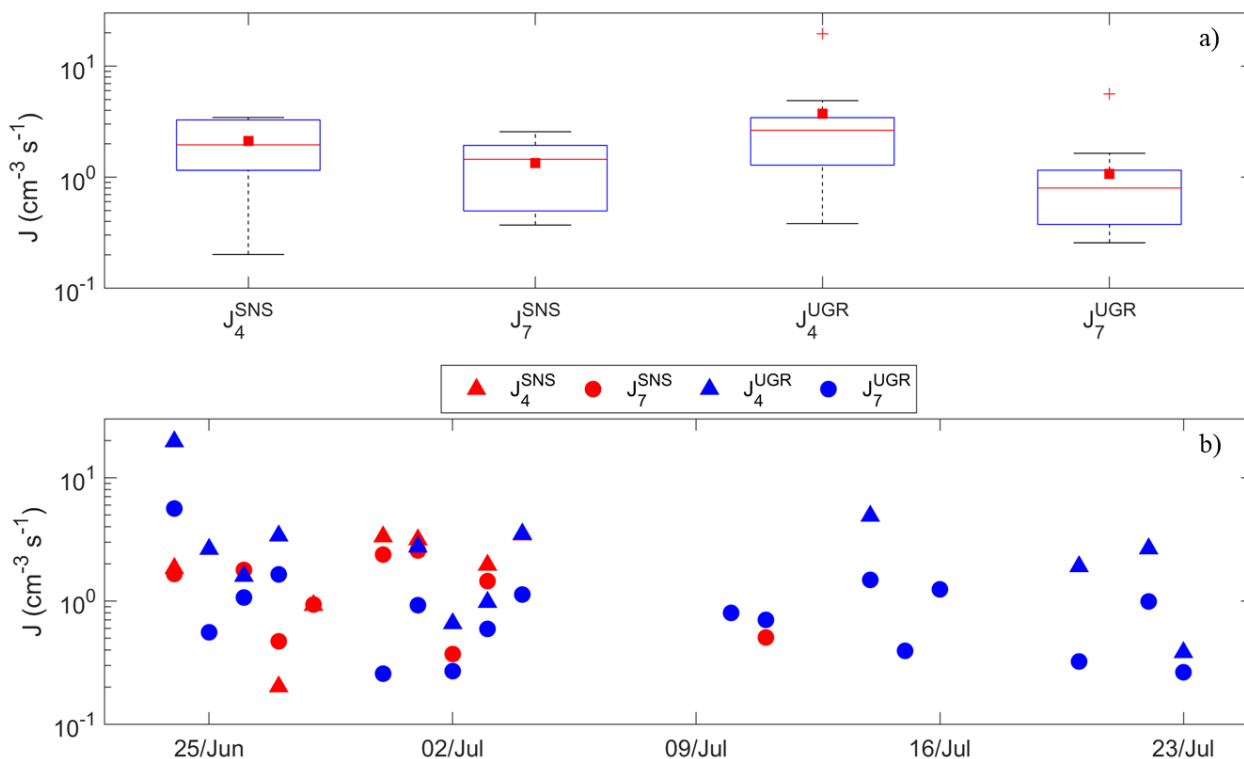 a)
J (cm⁻³ s⁻¹)
10¹
10⁰
10⁻¹
J₄^SNS J₇^SNS J₄^UGR J₇^UGR
J₄^SNS J₇^SNS J₄^UGR J₇^UGR
b)
J (cm⁻³ s⁻¹)
10¹
10⁰
10⁻¹
25/Jun 02/Jul 09/Jul 16/Jul 23/Jul